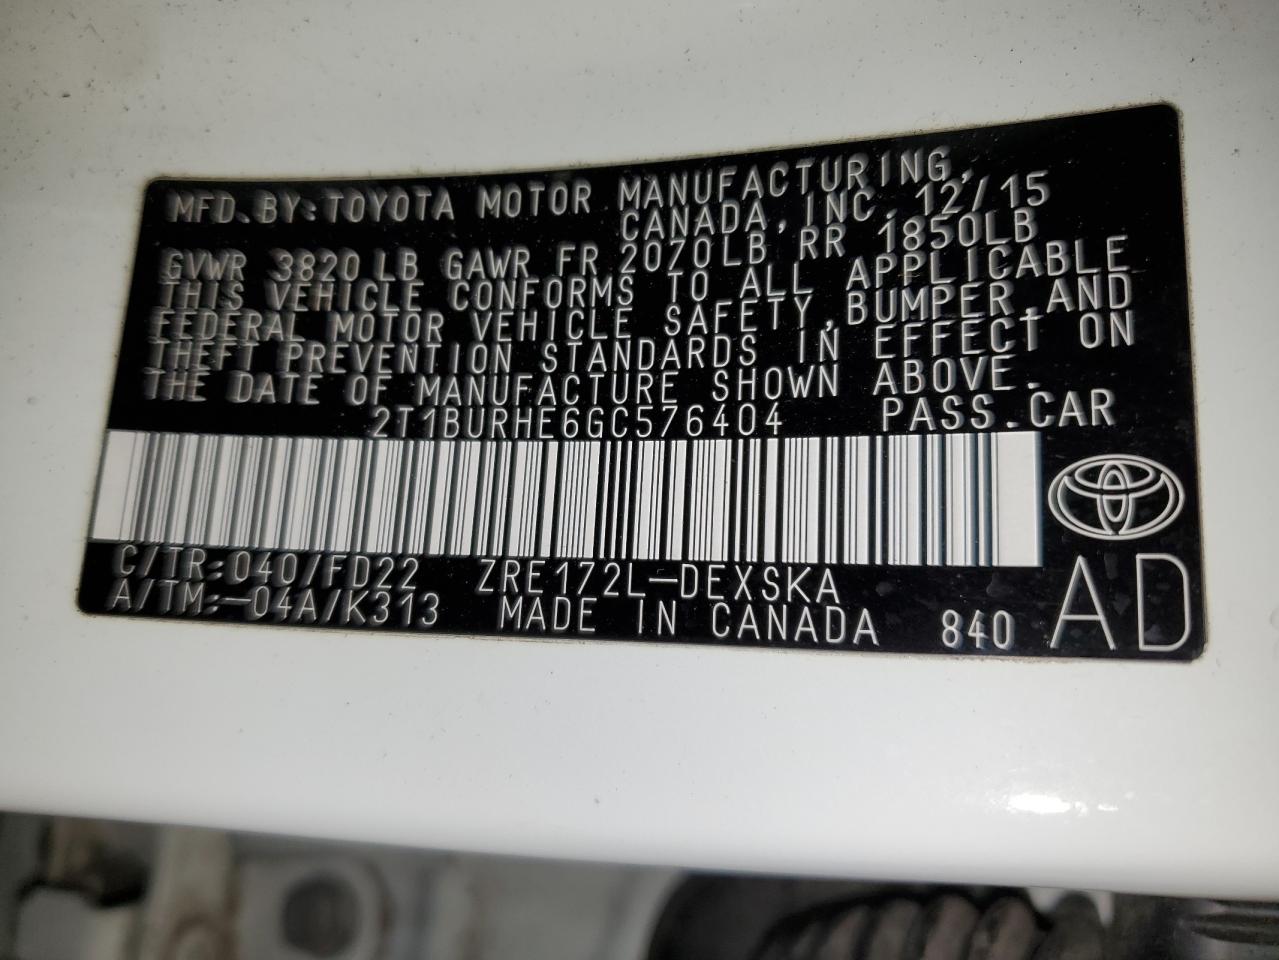 MFD.BY:TOYOTA MOTOR MANUFACTURING,
CANADA,INC. 12/15
GVWR 3820LB GAWR FR 2070LB RR 1850LB
THIS VEHICLE CONFORMS TO ALL APPLICABLE
FEDERAL MOTOR VEHICLE SAFETY,BUMPER,AND
THEFT PREVENTION STANDARDS IN EFFECT ON
THE DATE OF MANUFACTURE SHOWN ABOVE.
2T1BURHE6GC576404 PASS.CAR
C/TR:040/FD22 ZRE172L-DEXSKA
A/TM:-04A/K313 MADE IN CANADA 840 AD